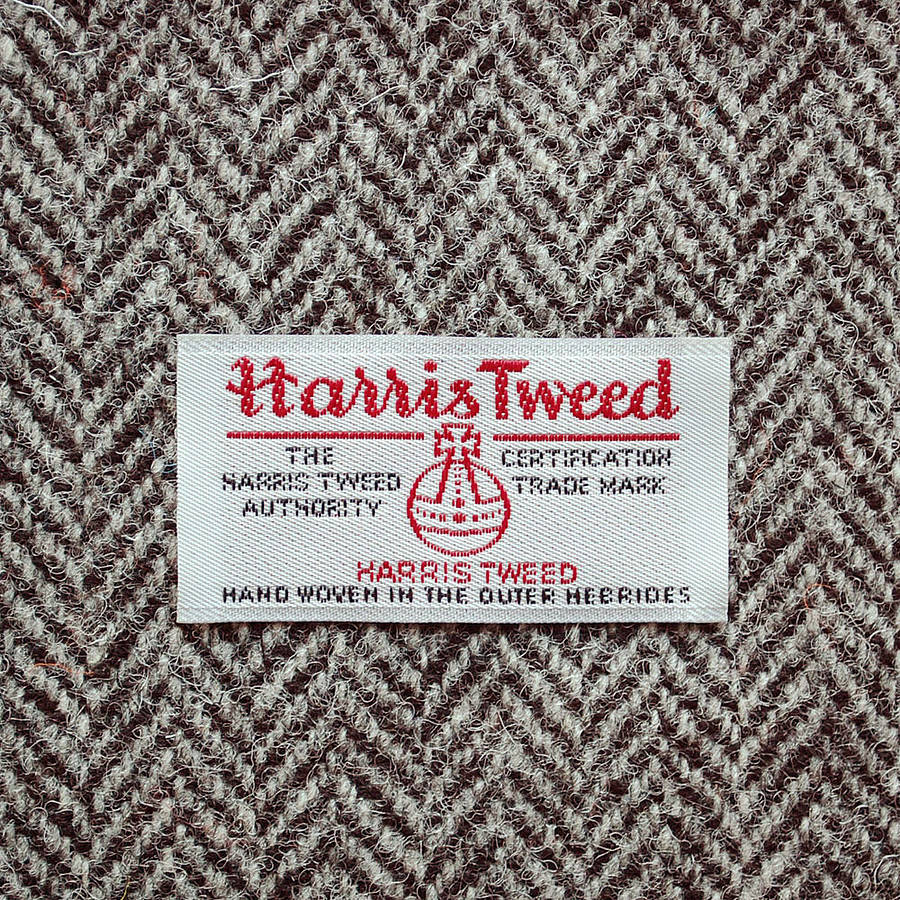 Harris Tweed
THE
HARRIS TWEED
AUTHORITY
CERTIFICATION
TRADE MARK
HARRIS TWEED
HAND WOVEN IN THE OUTER HEBRIDES